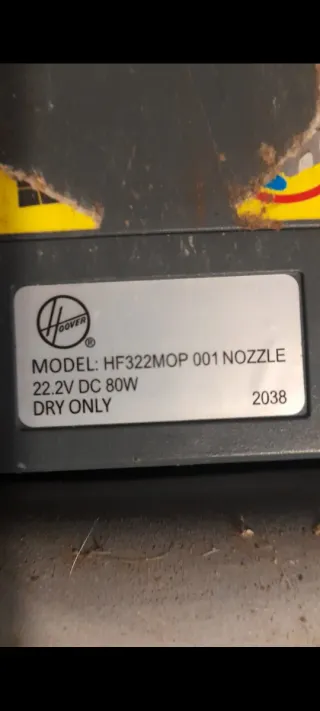 HOOVER
®
MODEL: HF322MOP 001 NOZZLE
22.2V DC 80W
DRY ONLY 2038